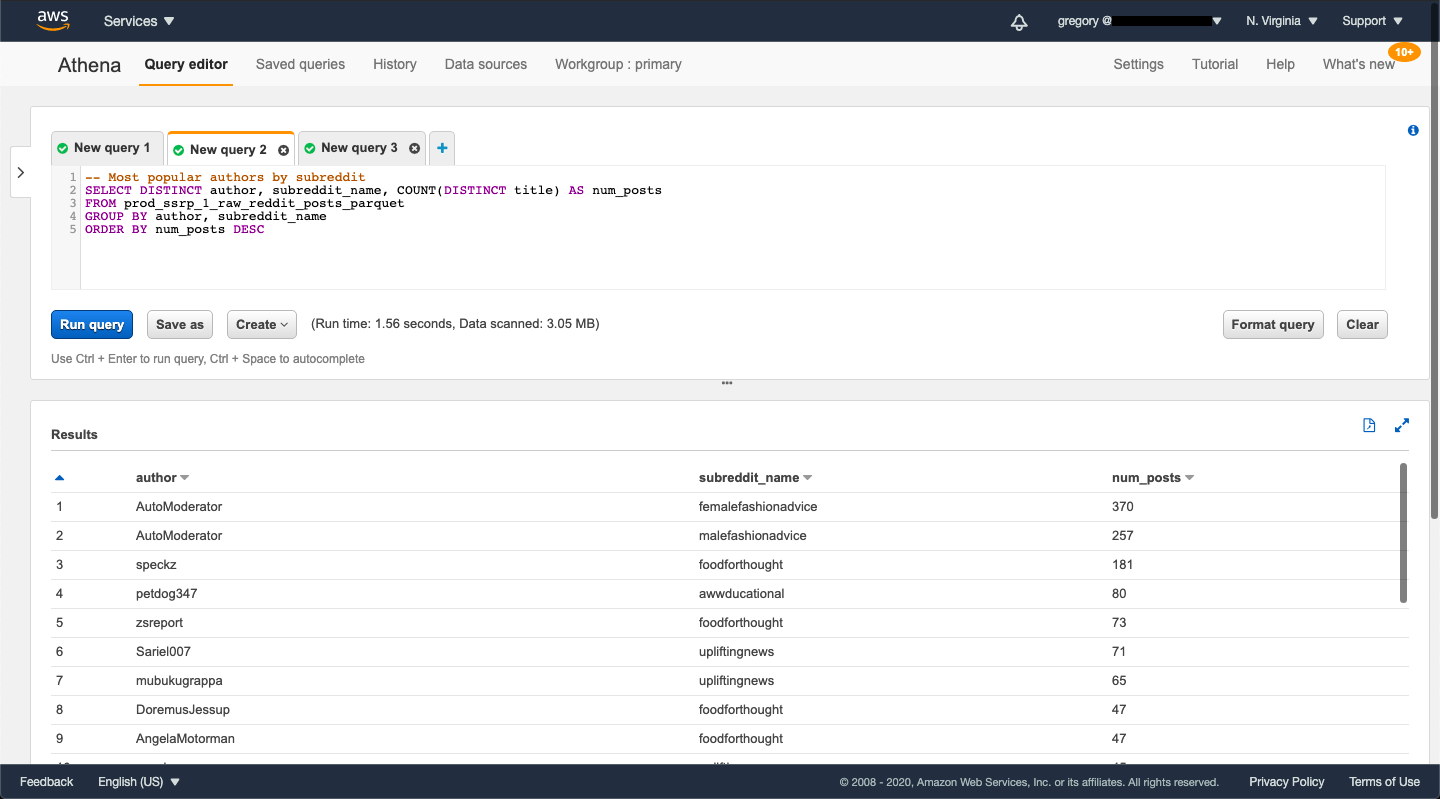 aws Services gregory @ N. Virginia Support
10+
Athena Query editor Saved queries History Data sources Workgroup : primary Settings Tutorial Help What's new
New query 1 New query 2 New query 3
1 -- Most popular authors by subreddit
2 SELECT DISTINCT author, subreddit_name, COUNT(DISTINCT title) AS num_posts
3 FROM prod_ssrp_1_raw_reddit_posts_parquet
4 GROUP BY author, subreddit_name
5 ORDER BY num_posts DESC
Run query Save as Create (Run time: 1.56 seconds, Data scanned: 3.05 MB) Format query Clear
Use Ctrl + Enter to run query, Ctrl + Space to autocomplete
Results
author subreddit_name num_posts
1 AutoModerator femalefashionadvice 370
2 AutoModerator malefashionadvice 257
3 speckz foodforthought 181
4 petdog347 awwducational 80
5 zsreport foodforthought 73
6 Sariel007 upliftingnews 71
7 mubukugrappa upliftingnews 65
8 DoremusJessup foodforthought 47
9 AngelaMotorman foodforthought 47
Feedback English (US) © 2008 - 2020, Amazon Web Services, Inc. or its affiliates. All rights reserved. Privacy Policy Terms of Use